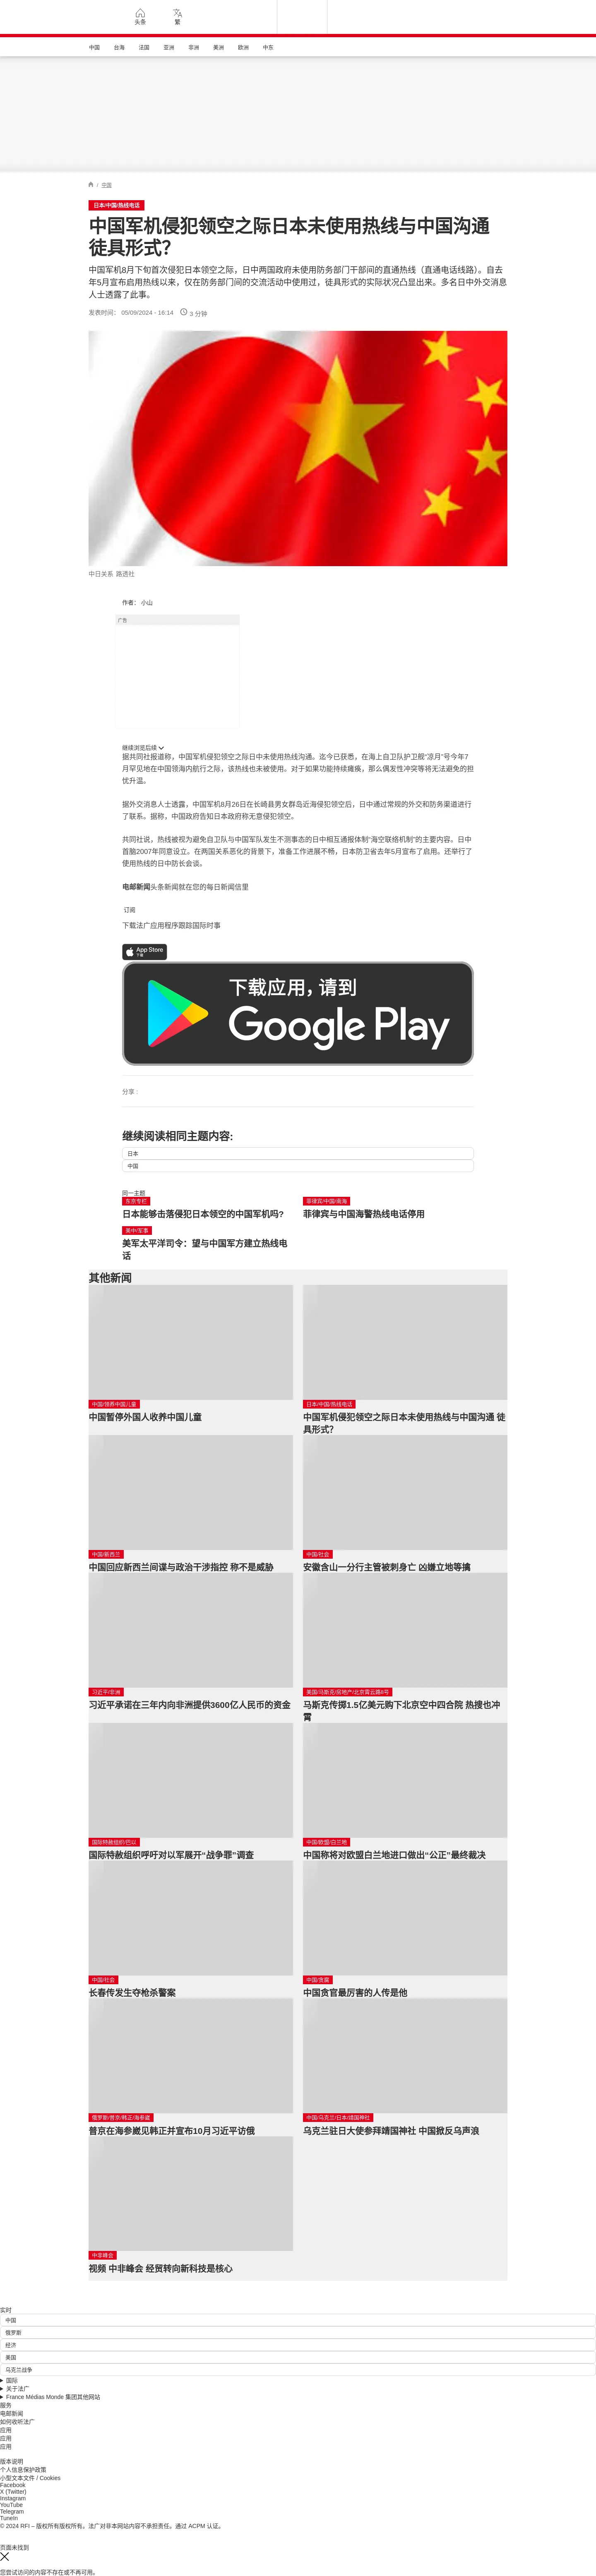 头条
繁
中国 台海 法国 亚洲 非洲 美洲 欧洲 中东
/ 中国
日本/中国/热线电话
中国军机侵犯领空之际日本未使用热线与中国沟通
徒具形式？
中国军机8月下旬首次侵犯日本领空之际，日中两国政府未使用防务部门干部间的直通热线（直通电话线路）。自去
年5月宣布启用热线以来，仅在防务部门间的交流活动中使用过，徒具形式的实际状况凸显出来。多名日中外交消息
人士透露了此事。
发表时间： 05/09/2024 - 16:14 3 分钟
中日关系 路透社
作者： 小山
广告
继续浏览后续
据共同社报道称，中国军机侵犯领空之际日中未使用热线沟通。迄今已获悉，在海上自卫队护卫舰“凉月”号今年7
月罕见地在中国领海内航行之际，该热线也未被使用。对于如果功能持续瘫痪，那么偶发性冲突等将无法避免的担
忧升温。
据外交消息人士透露，中国军机8月26日在长崎县男女群岛近海侵犯领空后，日中通过常规的外交和防务渠道进行
了联系。据称，中国政府告知日本政府称无意侵犯领空。
共同社说，热线被视为避免自卫队与中国军队发生不测事态的日中相互通报体制“海空联络机制”的主要内容。日中
首脑2007年同意设立。在两国关系恶化的背景下，准备工作进展不畅，日本防卫省去年5月宣布了启用。还举行了
使用热线的日中防长会谈。
电邮新闻头条新闻就在您的每日新闻信里
订阅
下载法广应用程序跟踪国际时事
App Store
下载
下载应用，请到
Google Play
分享 :
继续阅读相同主题内容:
日本
中国
同一主题
东京专栏
日本能够击落侵犯日本领空的中国军机吗?
菲律宾/中国/南海
菲律宾与中国海警热线电话停用
美中/军事
美军太平洋司令：望与中国军方建立热线电
话
其他新闻
中国/领养中国儿童
中国暂停外国人收养中国儿童
日本/中国/热线电话
中国军机侵犯领空之际日本未使用热线与中国沟通 徒
具形式？
中国/新西兰
中国回应新西兰间谍与政治干涉指控 称不是威胁
中国/社会
安徽含山一分行主管被刺身亡 凶嫌立地等擒
习近平/非洲
习近平承诺在三年内向非洲提供3600亿人民币的资金
美国/马斯克/房地产/北京霄云路8号
马斯克传掷1.5亿美元购下北京空中四合院 热搜也冲
霄
国际特赦组织/巴以
国际特赦组织呼吁对以军展开“战争罪”调查
中国/欧盟/白兰地
中国称将对欧盟白兰地进口做出“公正”最终裁决
中国/社会
长春传发生夺枪杀警案
中国/贪腐
中国贪官最厉害的人传是他
俄罗斯/普京/韩正/海参崴
普京在海参崴见韩正并宣布10月习近平访俄
中国/乌克兰/日本/靖国神社
乌克兰驻日大使参拜靖国神社 中国掀反乌声浪
中非峰会
视频 中非峰会 经贸转向新科技是核心
实时
中国
俄罗斯
经济
美国
乌克兰战争
国际
关于法广
France Médias Monde 集团其他网站
服务
电邮新闻
如何收听法广
应用
应用
应用
版本说明
个人信息保护政策
小型文本文件 / Cookies
Facebook
X (Twitter)
Instagram
YouTube
Telegram
TuneIn
© 2024 RFI – 版权所有版权所有。法广对非本网站内容不承担责任。通过 ACPM 认证。
页面未找到
您尝试访问的内容不存在或不再可用。